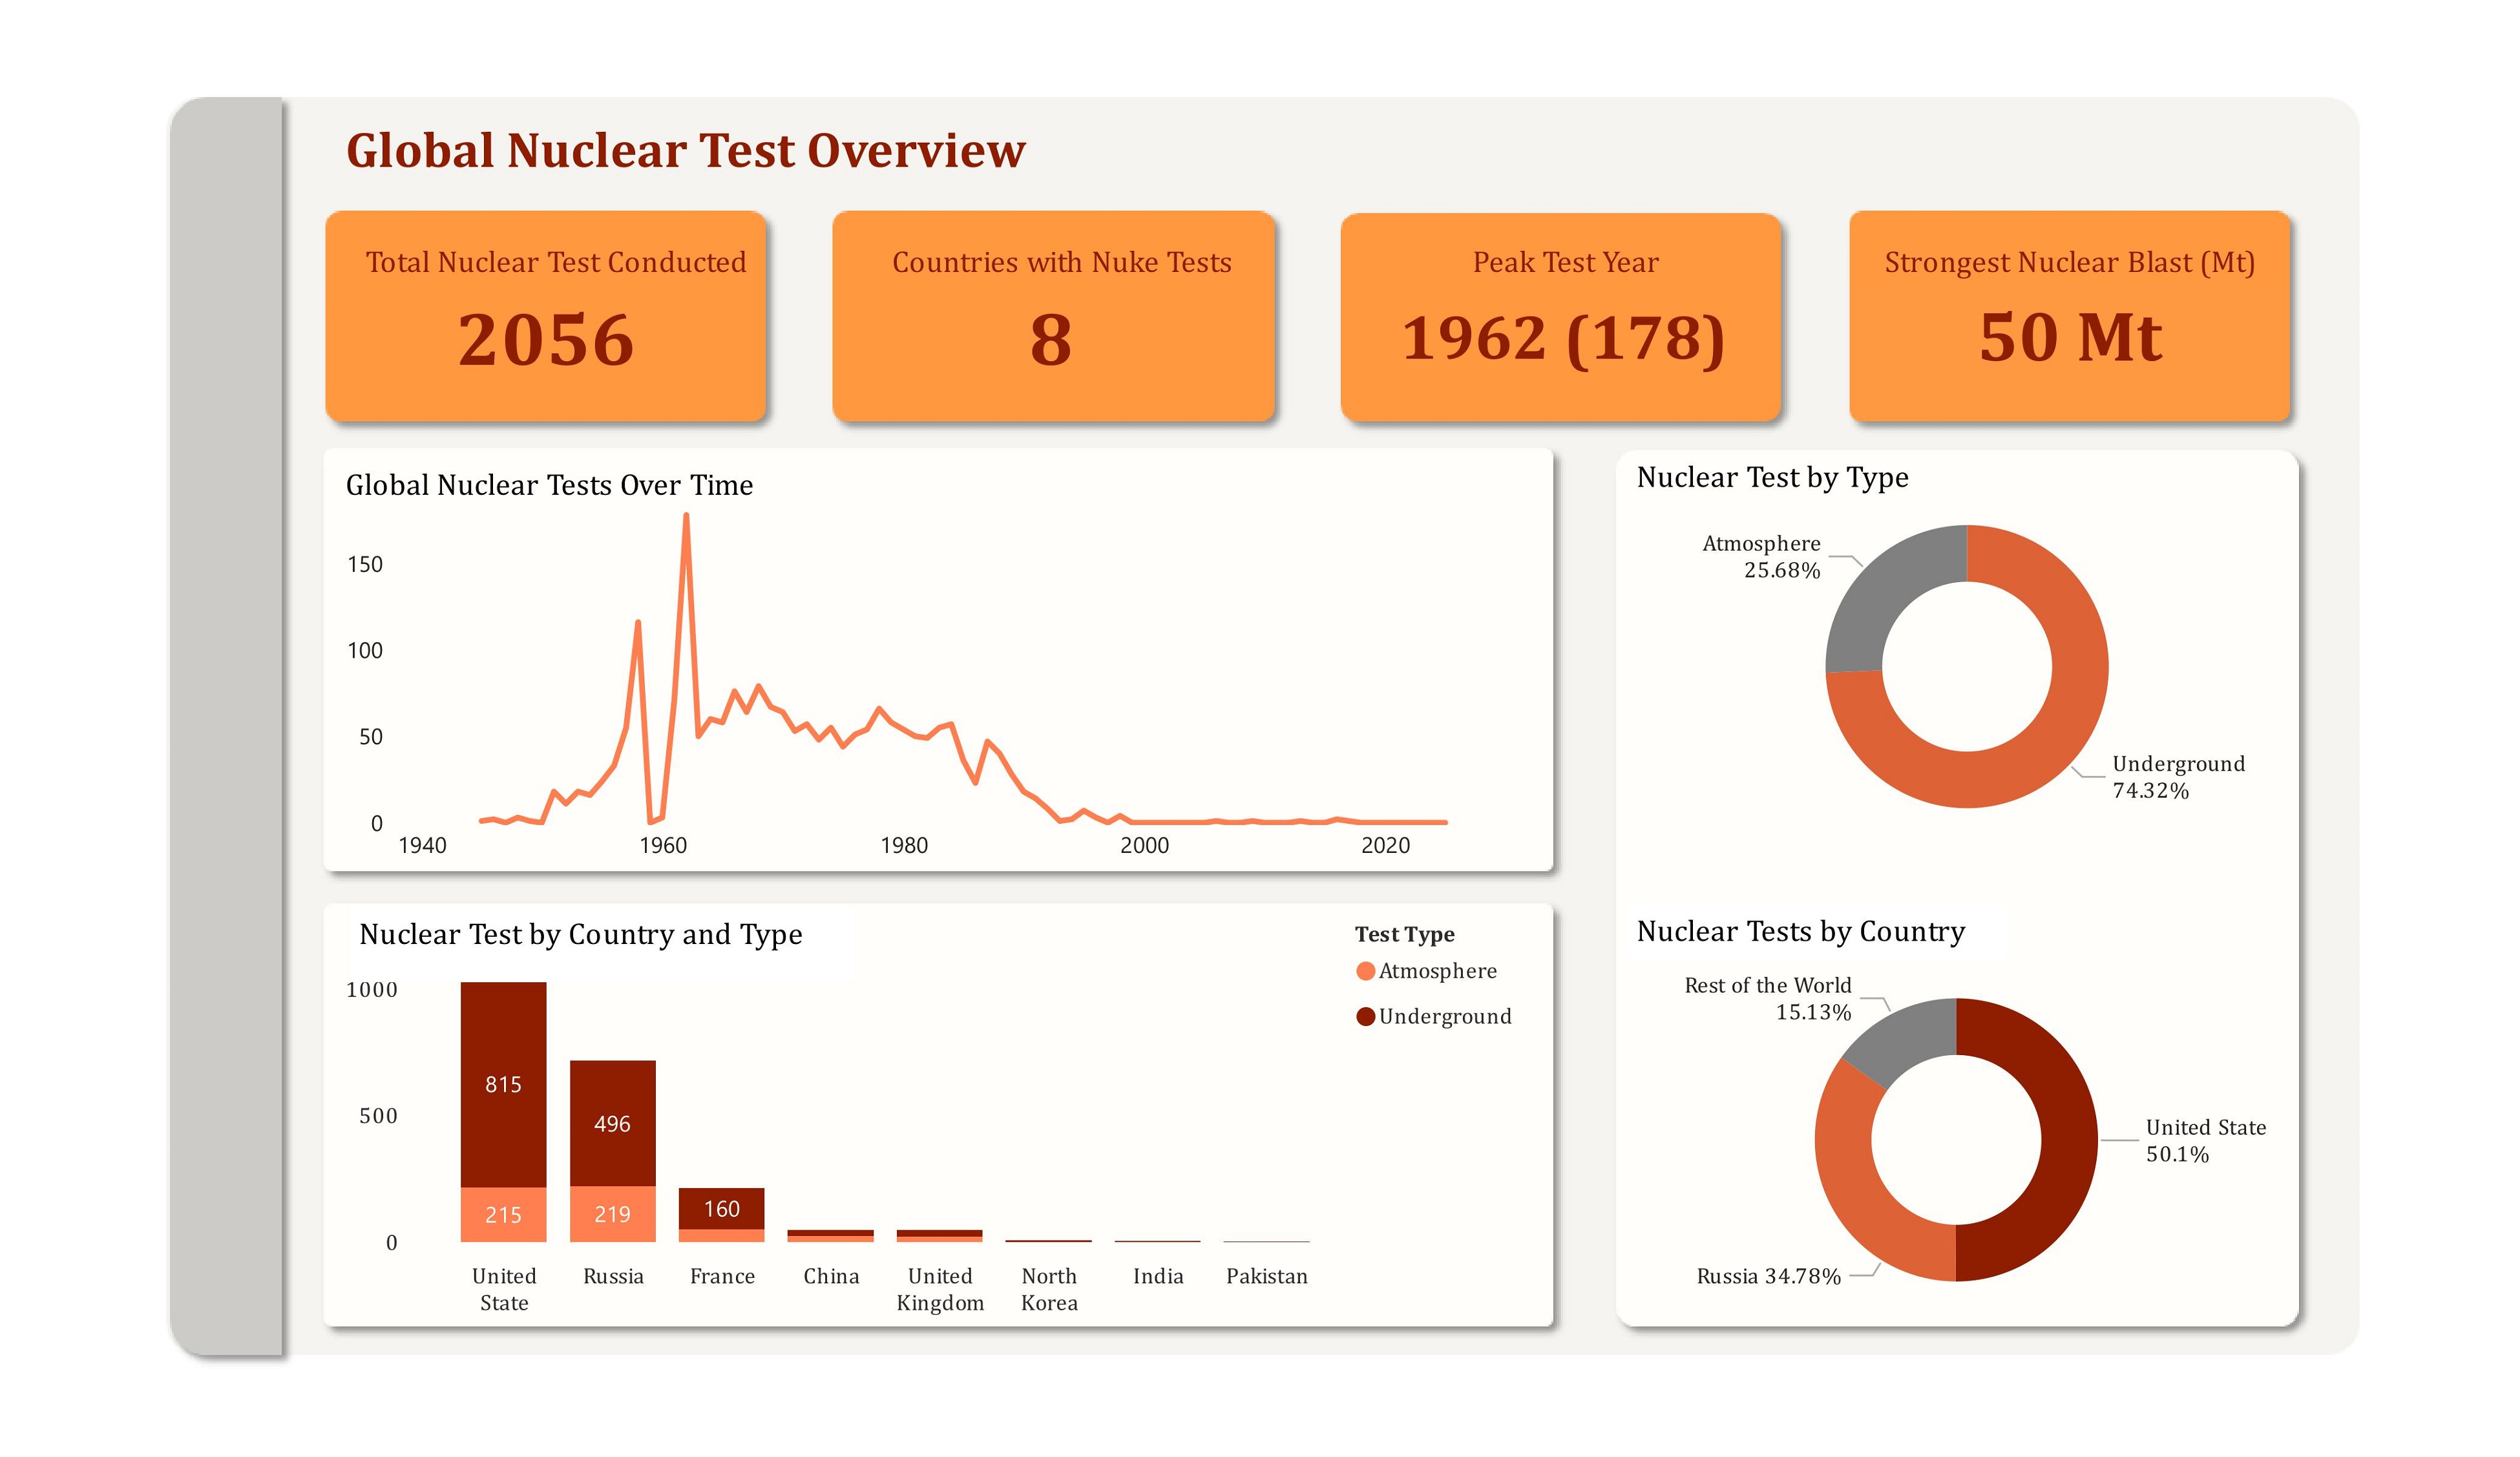 Global Nuclear Test Overview
Total Nuclear Test Conducted
2056
Countries with Nuke Tests
8
Peak Test Year
1962 (178)
Strongest Nuclear Blast (Mt)
50 Mt
Global Nuclear Tests Over Time
150
100
50
0
1940
1960
1980
2000
2020
Nuclear Test by Type
Atmosphere
25.68%
Underground
74.32%
Nuclear Test by Country and Type
Test Type
Atmosphere
Underground
1000
500
0
815
215
496
219
160
United
State
Russia
France
China
United
Kingdom
North
Korea
India
Pakistan
Nuclear Tests by Country
Rest of the World
15.13%
United State
50.1%
Russia 34.78%